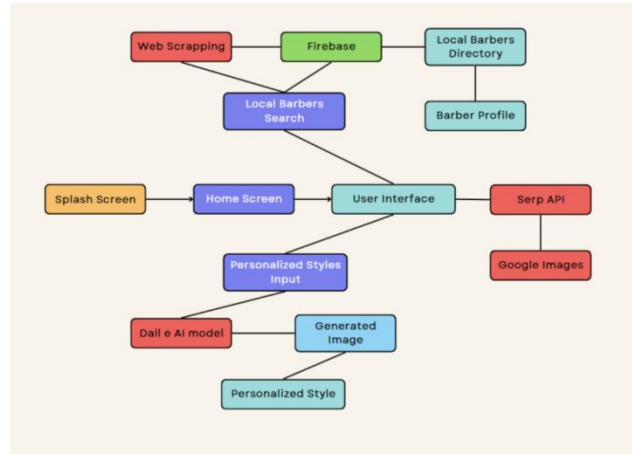 Web Scrapping
Firebase
Local Barbers
Directory
Local Barbers
Search
Barber Profile
Splash Screen
Home Screen
User Interface
Serp API
Personalized Styles
Input
Google Images
Dall e AI model
Generated
Image
Personalized Style